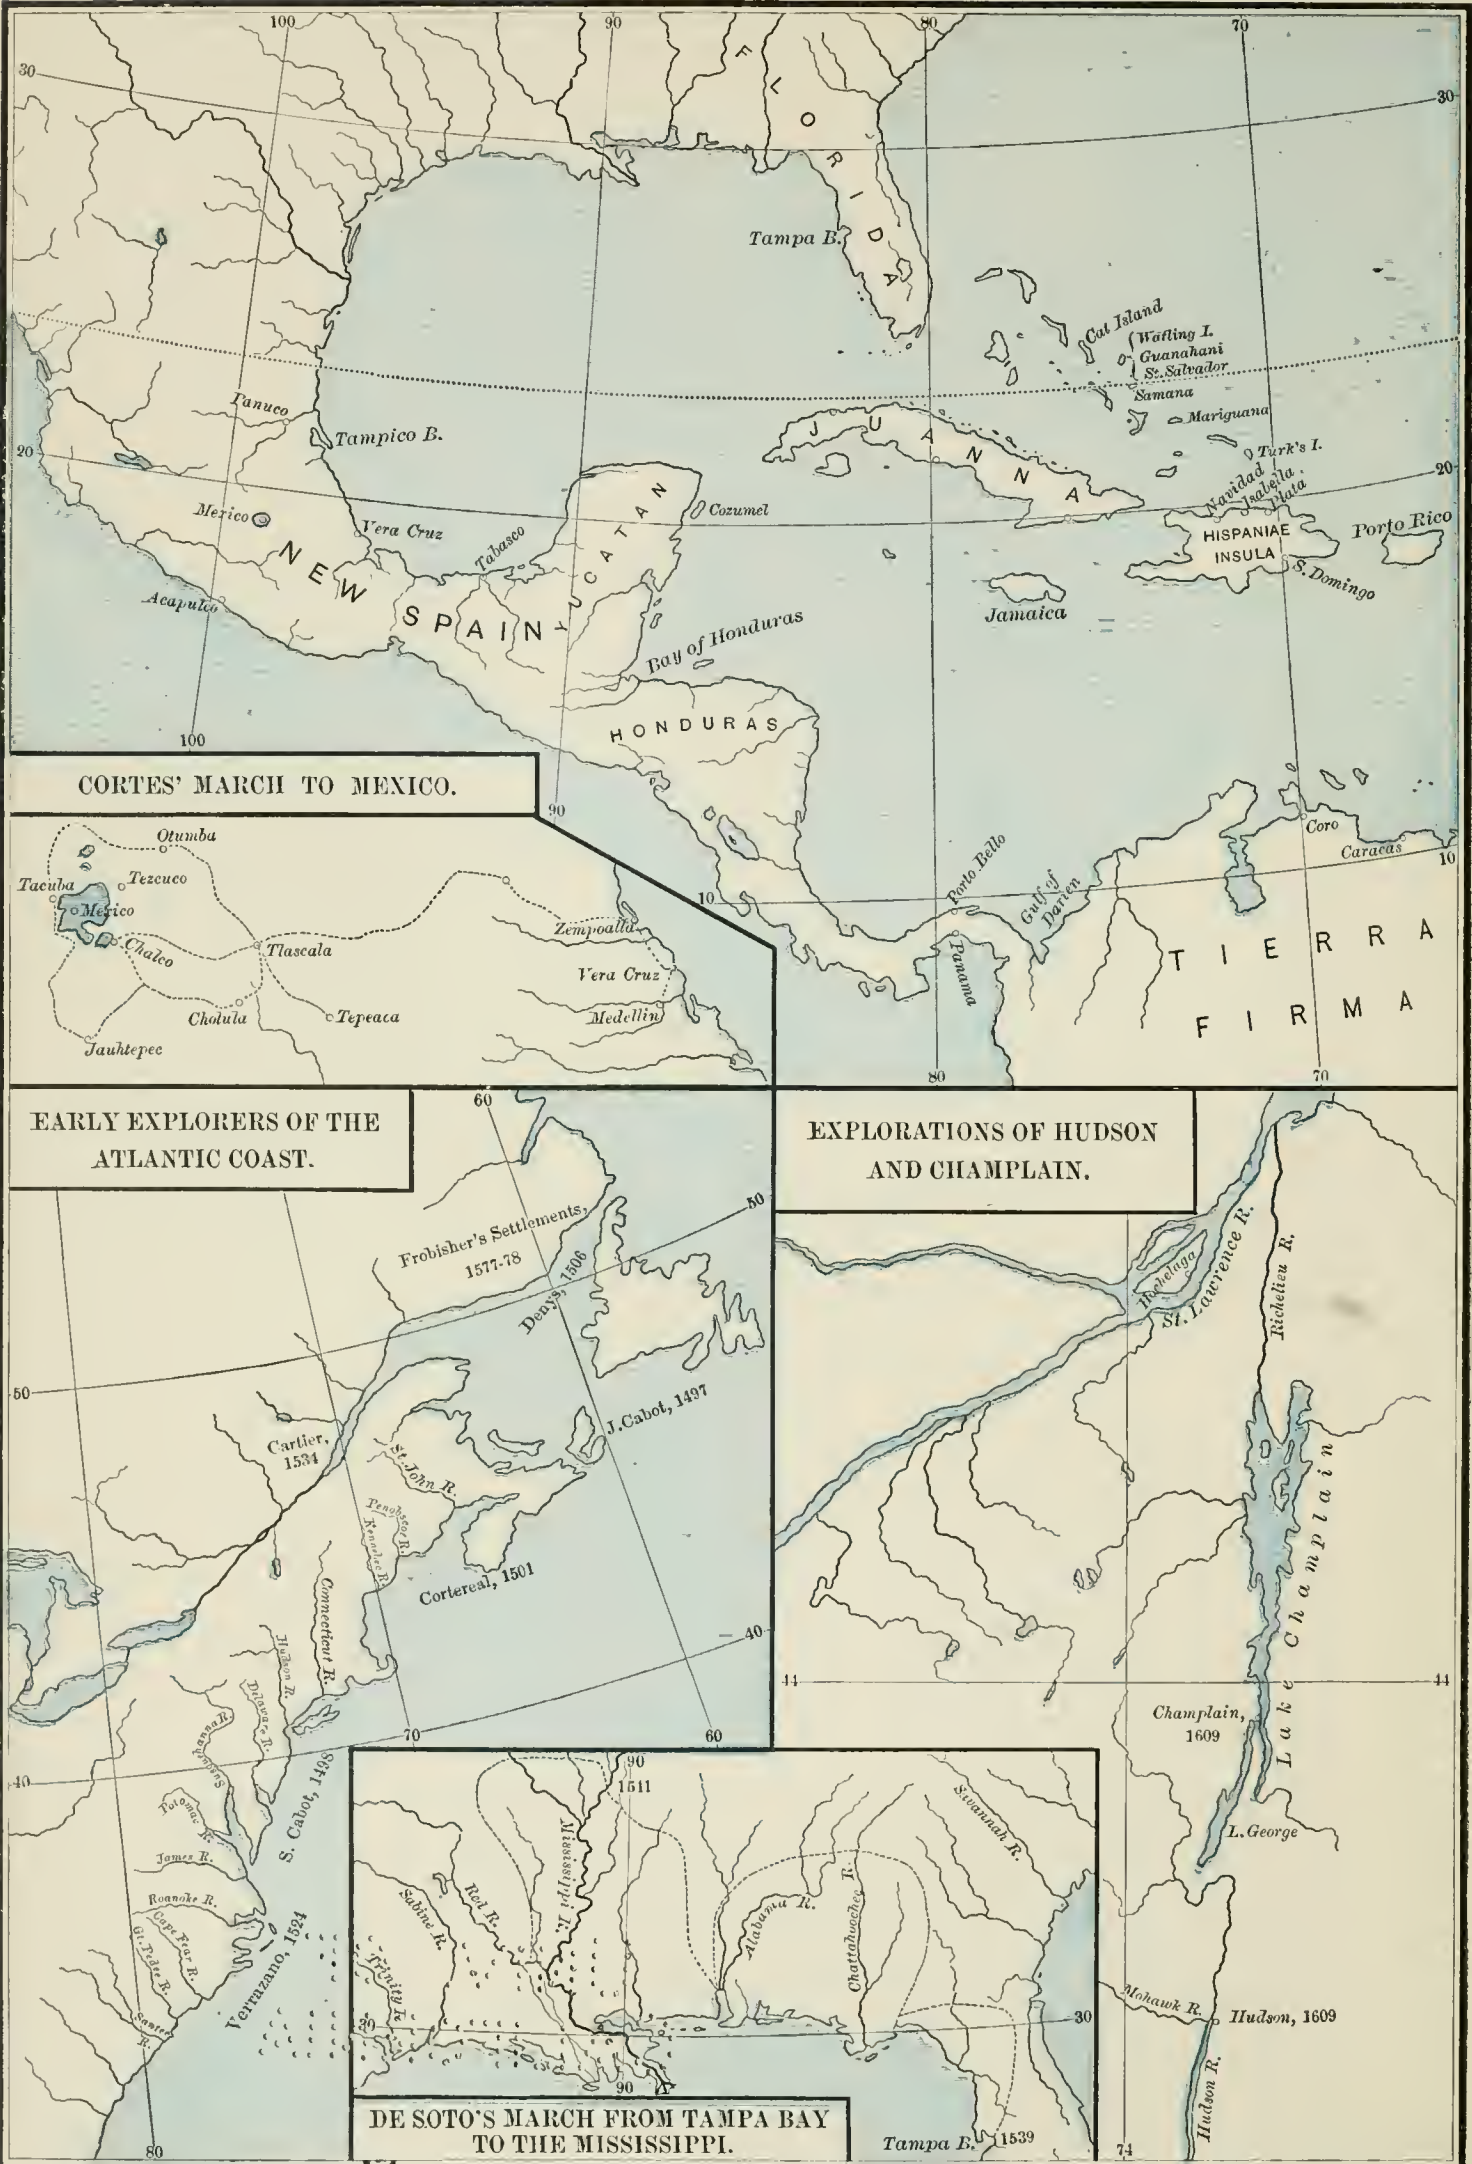 100
90
80
70
30
30
FLORIDA
Tampa B.
Cat Island
Watling I.
Guanahani
St. Salvador
Samana
Mariguana
Turk's I.
Panuco
Tampico B.
20
20
JUANNA
Navidad
Isabella
Plata
Mexico
Vera Cruz
Tabasco
YUCATAN
Cozumel
HISPANIAE
INSULA
Porto Rico
S. Domingo
Jamaica
Acapulco
NEW SPAIN
Bay of Honduras
HONDURAS
100
90
CORTES' MARCH TO MEXICO.
Otumba
Tacuba
Tezcuco
Mexico
Chalco
Tlascala
Zempoalla
Vera Cruz
Cholula
Tepeaca
Medellin
Jauhtepec
10
Porto Bello
Gulf of
Darien
Panama
Coro
Caracas
10
TIERRA
FIRMA
80
70
EARLY EXPLORERS OF THE
ATLANTIC COAST.
60
50
Frobisher's Settlements,
1577-78
Denys, 1506
50
J. Cabot, 1497
Cartier,
1534
St. John R.
Penobscot R.
Kennebec R.
Cortereal, 1501
Connecticut R.
Hudson R.
Delaware R.
Susquehanna R.
40
70
60
40
Potomac R.
S. Cabot, 1498
James R.
Roanoke R.
Cape Fear R.
Gt. Pedee R.
Santee
R.
Verrazano, 1524
80
EXPLORATIONS OF HUDSON
AND CHAMPLAIN.
Hochelaga
St. Lawrence R.
Richelieu R.
Lake Champlain
44
44
Champlain,
1609
L. George
Mohawk R.
Hudson, 1609
Hudson R.
74
90
1541
Mississippi R.
Savannah R.
Red R.
Sabine R.
Alabama R.
Chattahoochee R.
Trinity R.
30
30
90
DE SOTO'S MARCH FROM TAMPA BAY
TO THE MISSISSIPPI.
Tampa B.
1539